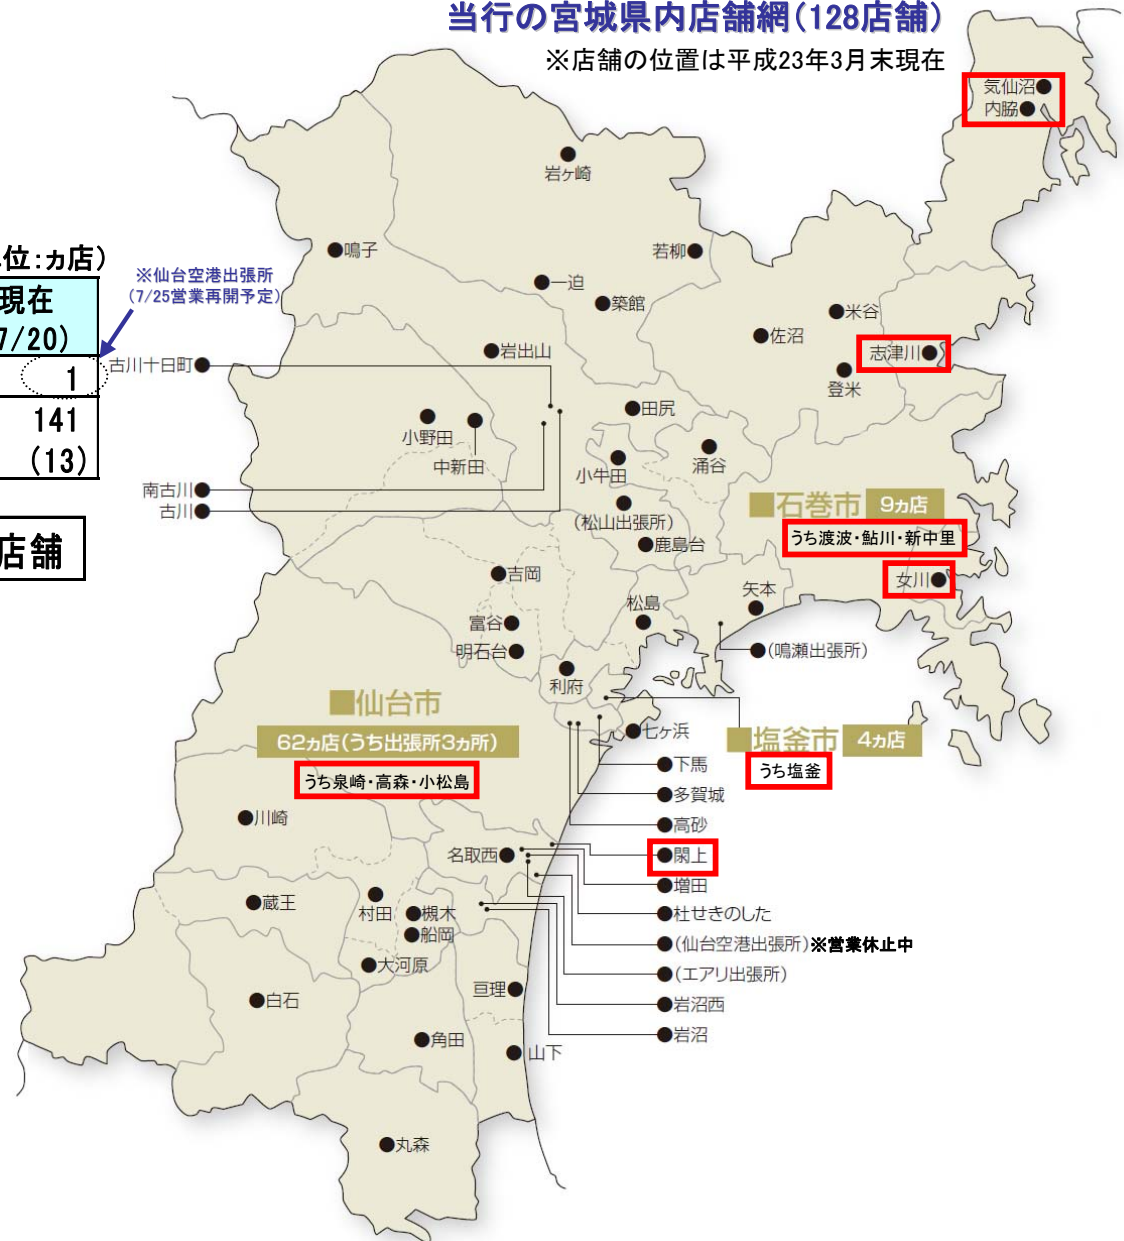 当行の宮城県内店舗網(128店舗)
※店舗の位置は平成23年3月末現在
気仙沼●
内脇●
岩ヶ崎
●鳴子
若柳●
位:ヵ店)
※仙台空港出張所
(7/25営業再開予定)
●一迫
●築館
現在
7/20)
●米谷
●佐沼
志津川●
●岩出山
古川十日町●
登米
1
●田尻
141
小野田
中新田
涌谷
(13)
小牛田
南古川●
古川●
■石巻市 9ヵ店
(松山出張所)
うち渡波・鮎川・新中里
●鹿島台
店舗
●吉岡
女川●
矢本
松島
富谷●
明石台●
●(鳴瀬出張所)
利府
■仙台市
62ヵ店(うち出張所3ヵ所)
うち泉崎・高森・小松島
●七ヶ浜
■塩釜市 4ヵ店
うち塩釜
●下馬
●多賀城
●川崎
●高砂
名取西●
●閖上
●増田
●蔵王
村田
●槻木
●杜せきのした
●船岡
●(仙台空港出張所)※営業休止中
●大河原
●(エアリ出張所)
亘理●
●白石
●岩沼西
●角田
●岩沼
●山下
●丸森